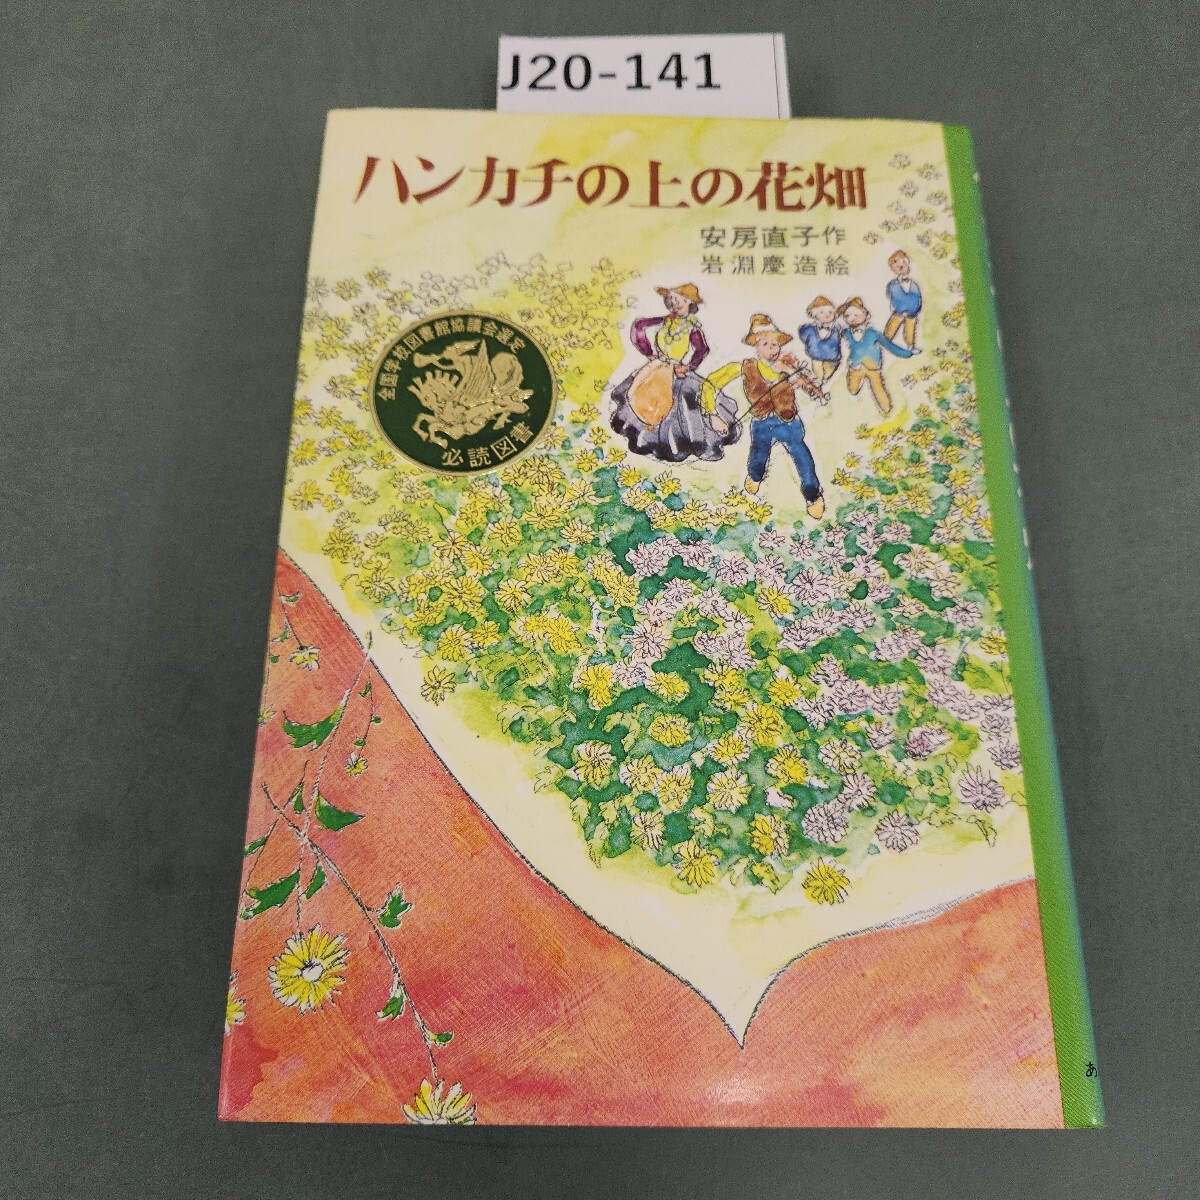 J20-141
ハンカチの上の花畑
安房直子作
岩淵慶造絵
全国学校図書館協議会選定
必読図書
あ